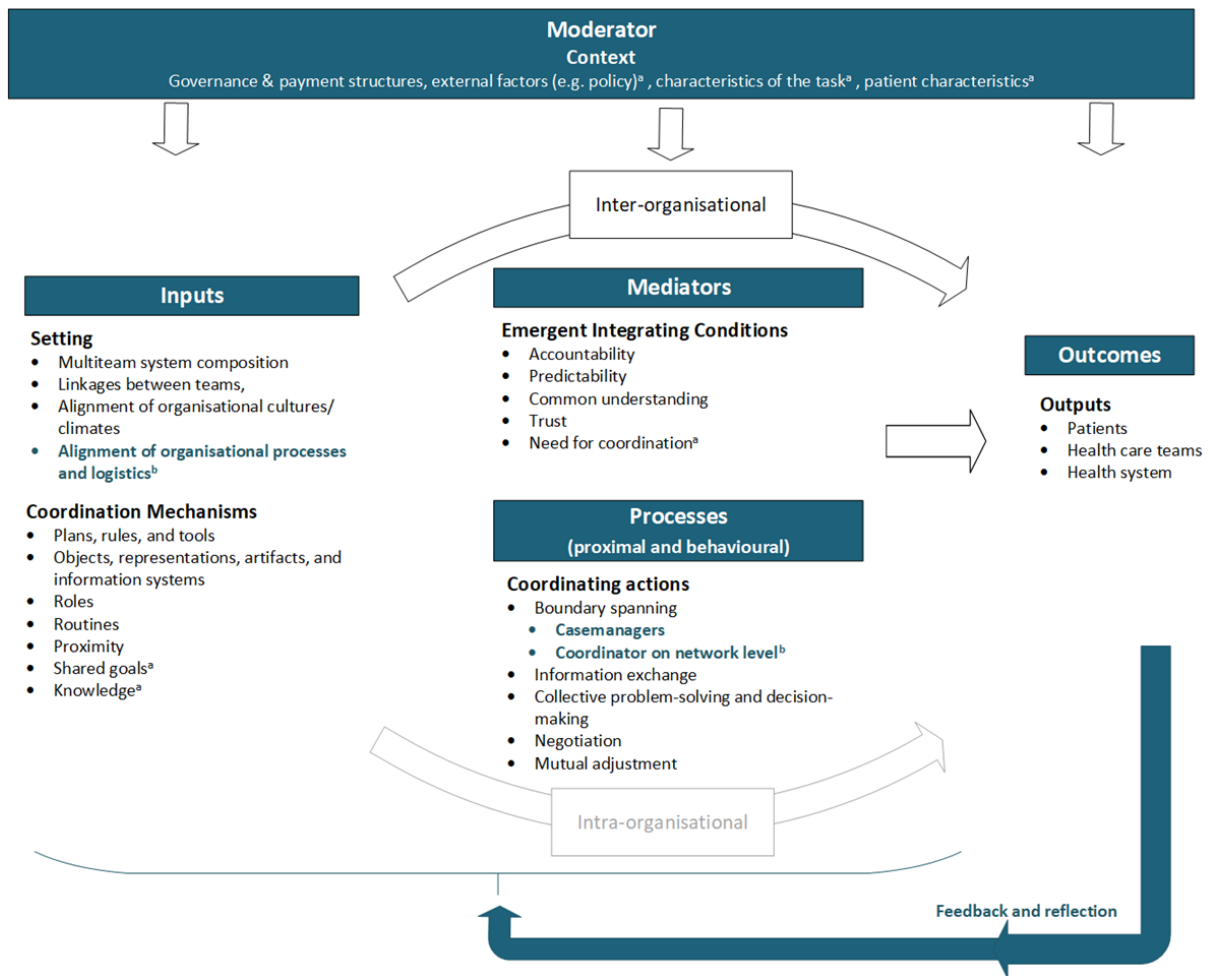 Moderator
Context
Governance & payment structures, external factors (e.g. policy)ᵃ , characteristics of the taskᵃ , patient characteristicsᵃ
Inter-organisational
Inputs
Setting
• Multiteam system composition
• Linkages between teams,
• Alignment of organisational cultures/
climates
• Alignment of organisational processes
and logisticsᵇ
Coordination Mechanisms
• Plans, rules, and tools
• Objects, representations, artifacts, and
information systems
• Roles
• Routines
• Proximity
• Shared goalsᵃ
• Knowledgeᵃ
Mediators
Emergent Integrating Conditions
• Accountability
• Predictability
• Common understanding
• Trust
• Need for coordinationᵃ
Processes
(proximal and behavioural)
Coordinating actions
• Boundary spanning
• Casemanagers
• Coordinator on network levelᵇ
• Information exchange
• Collective problem-solving and decision-
making
• Negotiation
• Mutual adjustment
Intra-organisational
Outcomes
Outputs
• Patients
• Health care teams
• Health system
Feedback and reflection